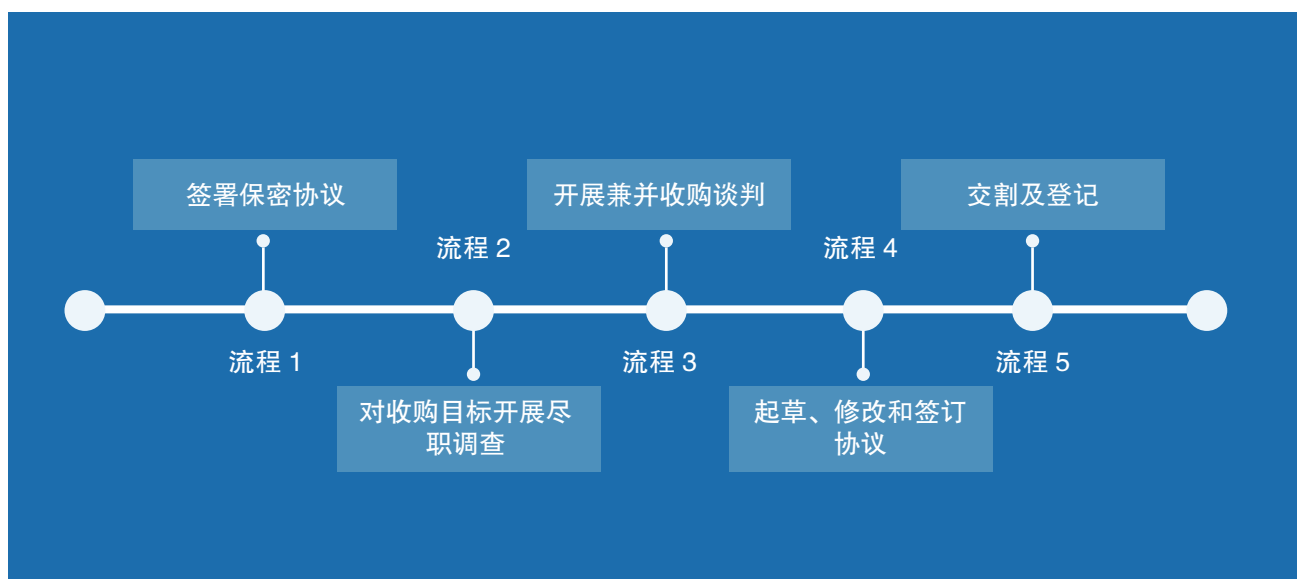 签署保密协议
流程 1
流程 2
对收购目标开展尽
职调查
开展兼并收购谈判
流程 3
流程 4
起草、修改和签订
协议
交割及登记
流程 5